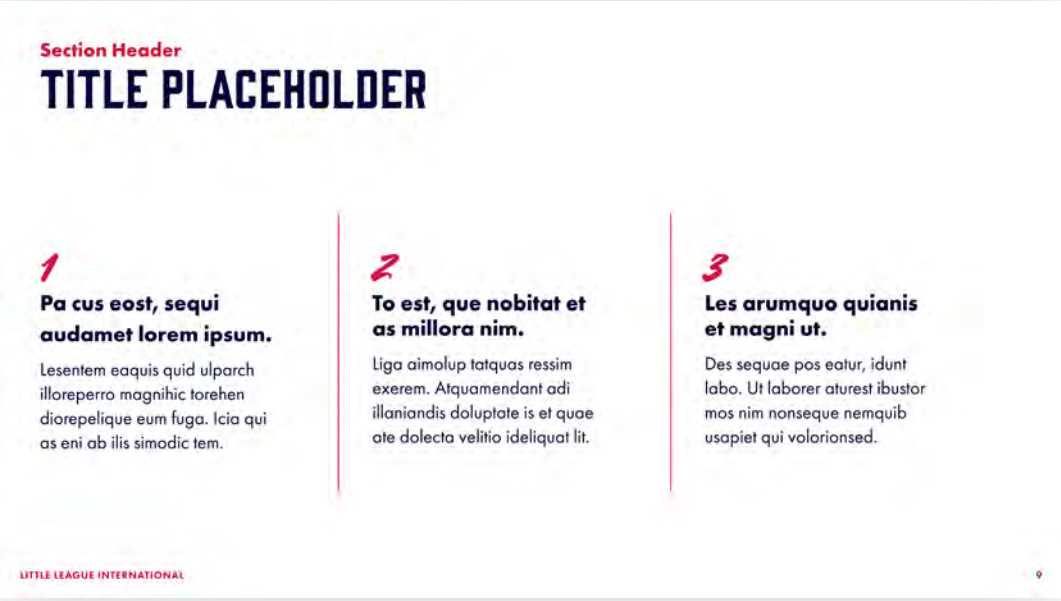 Section Header
TITLE PLACEHOLDER
1
Pa cus eost, sequi
audamet lorem ipsum.
Lesentem eaquis quid ulparch
illoreperro magnihic torehen
diorepelique eum fuga. Icia qui
as eni ab ilis simodic tem.
2
To est, que nobitat et
as millora nim.
Liga aimolup tatquas ressim
exerem. Atquamendant adi
illaniandis doluptate is et quae
ate dolecta velitio ideliquat lit.
3
Les arumquo quianis
et magni ut.
Des sequae pos eatur, idunt
labo. Ut laborer aturest ibustor
mos nim nonseque nemquib
usapiet qui volorionsed.
LITTLE LEAGUE INTERNATIONAL
9